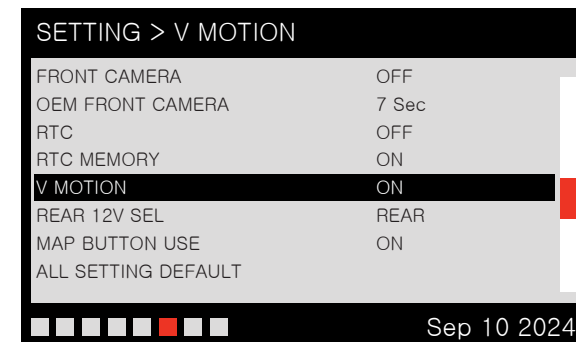 SETTING > V MOTION
FRONT CAMERA OFF
OEM FRONT CAMERA 7 Sec
RTC OFF
RTC MEMORY ON
V MOTION ON
REAR 12V SEL REAR
MAP BUTTON USE ON
ALL SETTING DEFAULT
Sep 10 2024